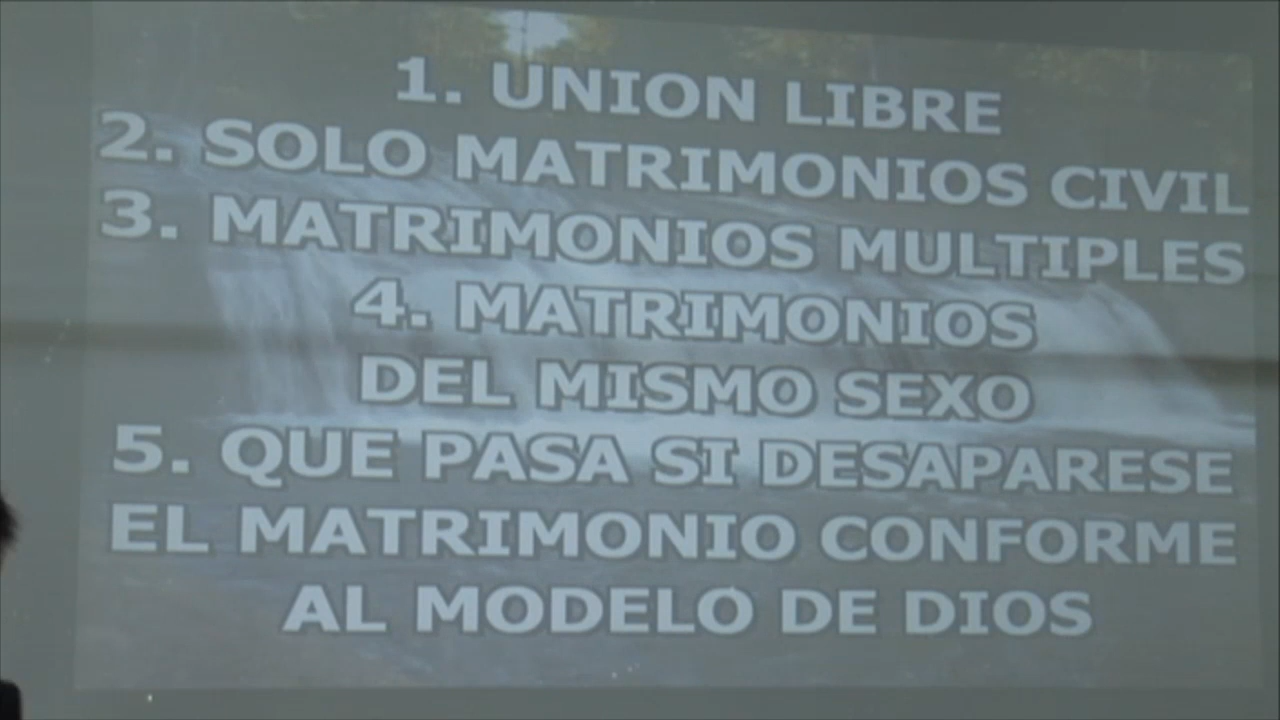 1. UNION LIBRE
2. SOLO MATRIMONIOS CIVIL
3. MATRIMONIOS MULTIPLES
4. MATRIMONIOS
DEL MISMO SEXO
5. QUE PASA SI DESAPARESE
EL MATRIMONIO CONFORME
AL MODELO DE DIOS